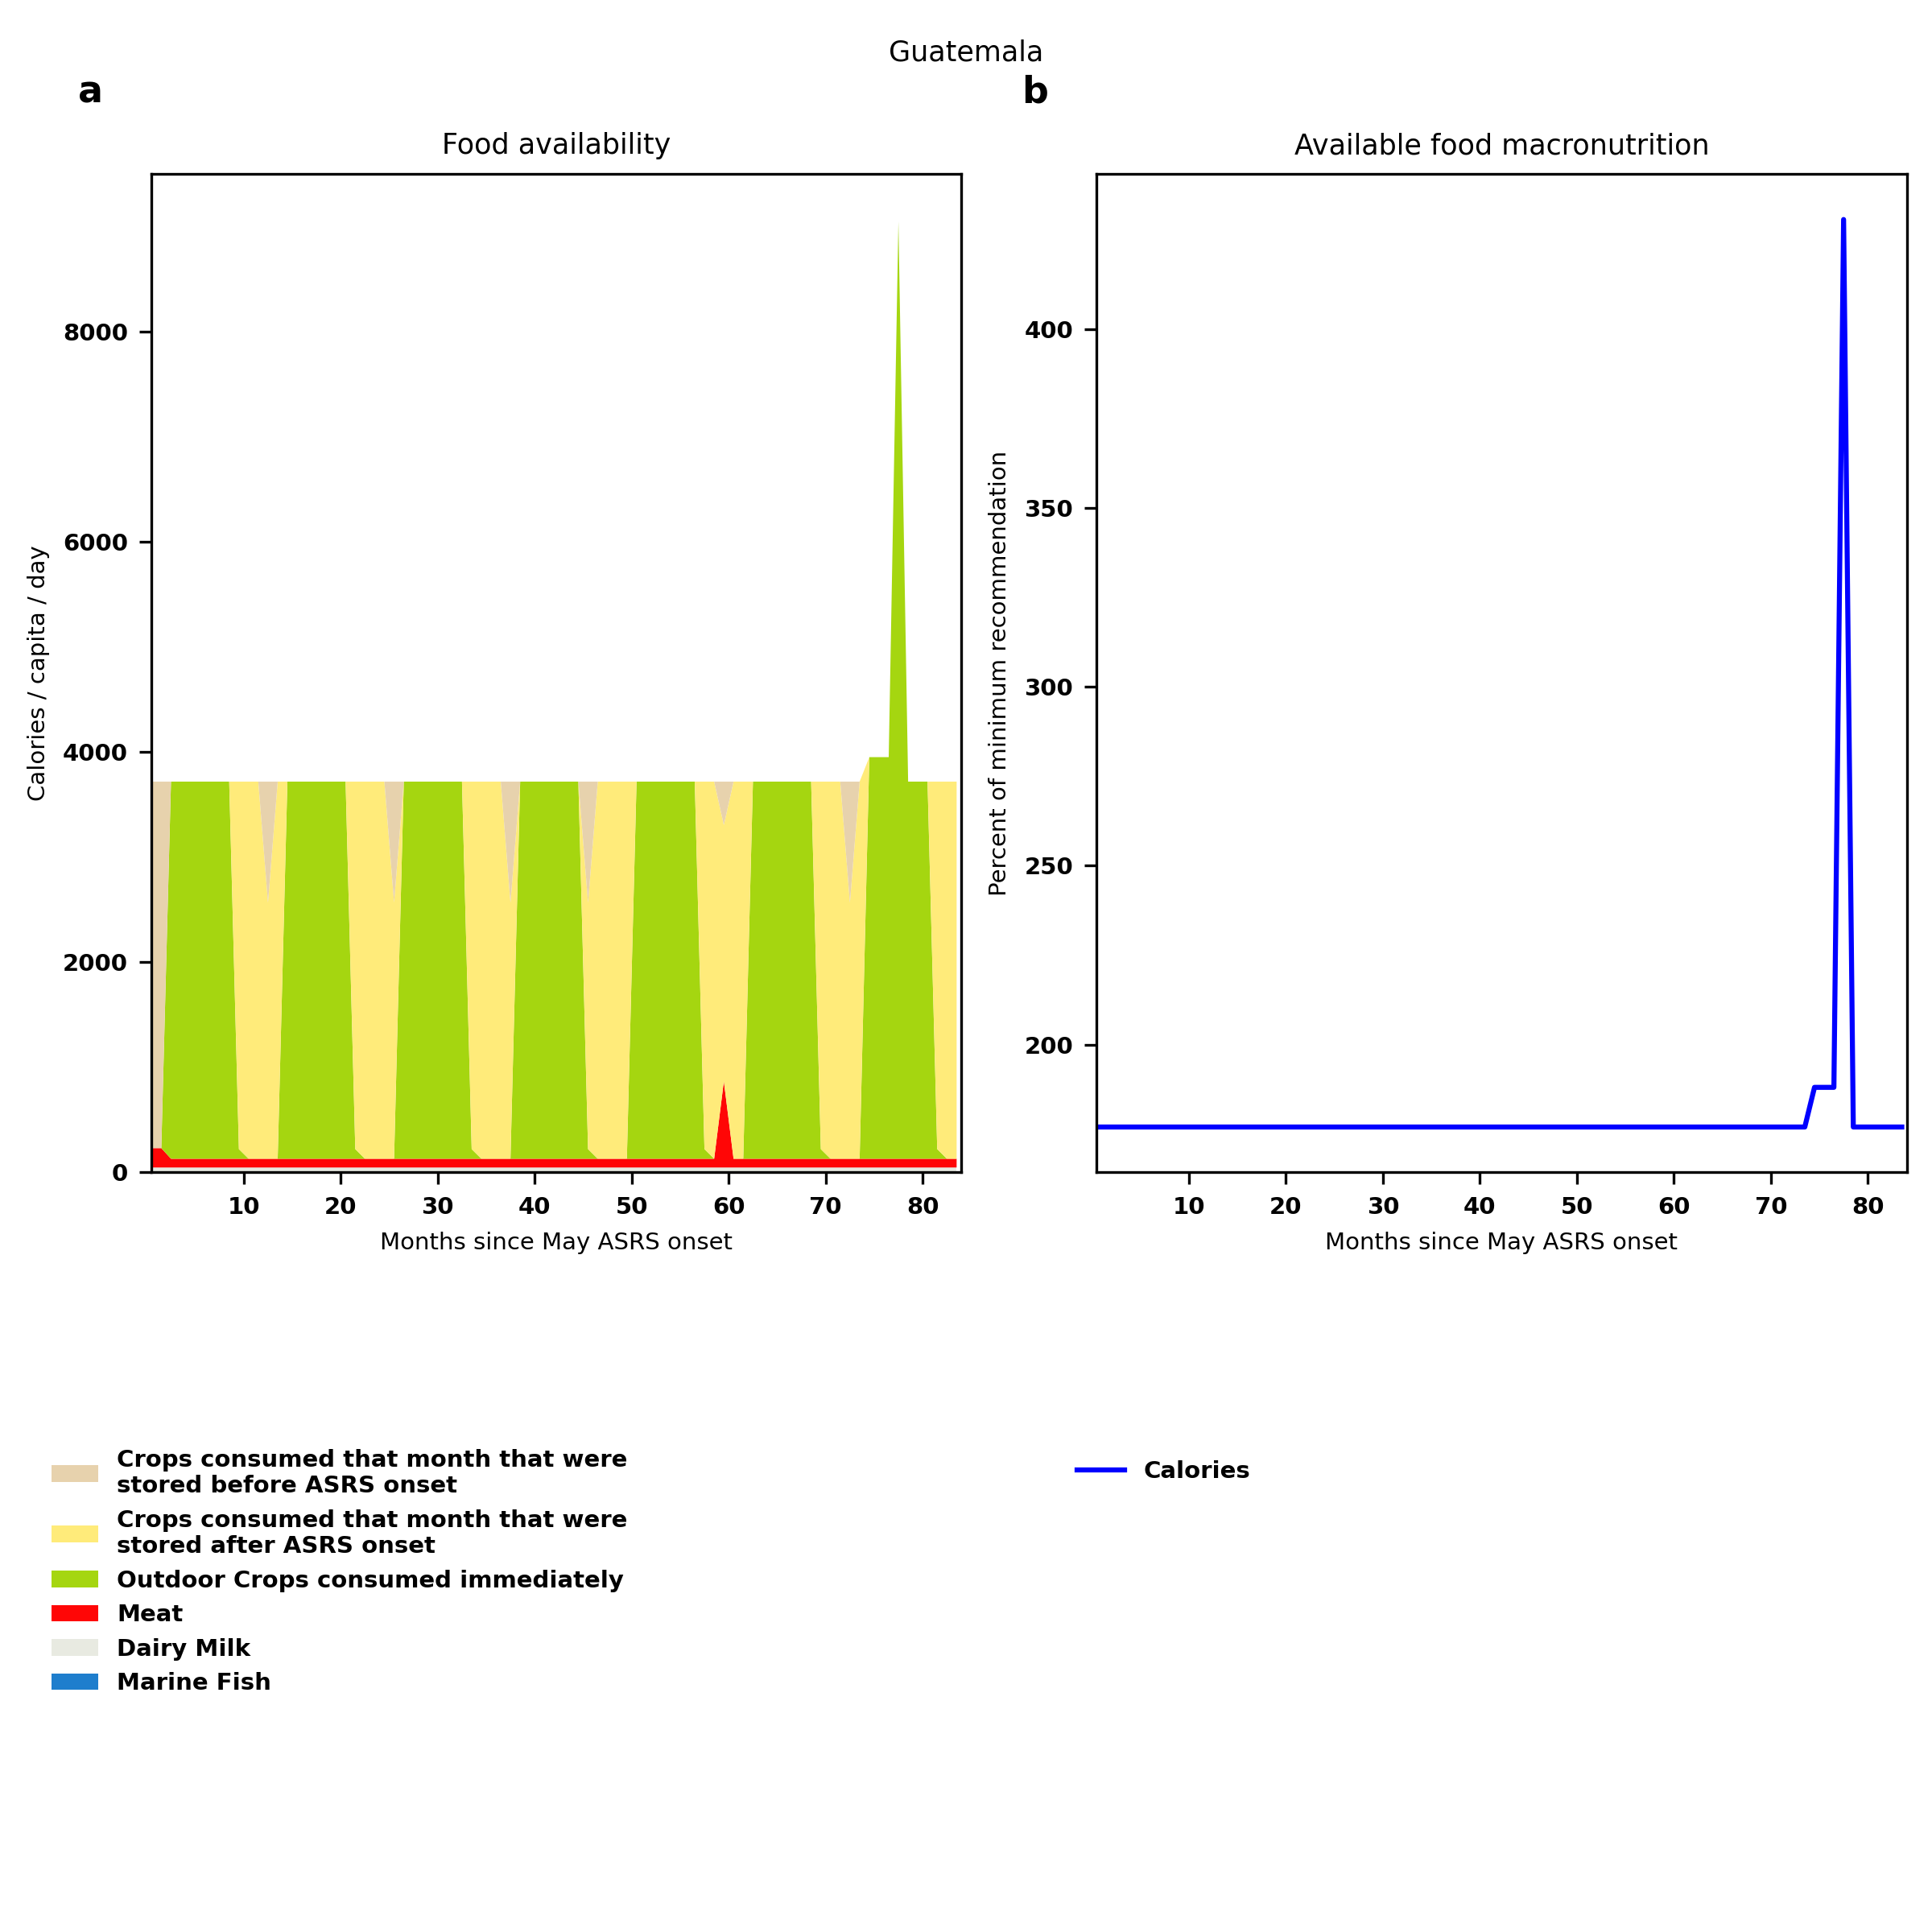 Guatemala
a
Food availability
Calories / capita / day
8000
6000
4000
2000
0
10 20 30 40 50 60 70 80
Months since May ASRS onset
b
Available food macronutrition
Percent of minimum recommendation
400
350
300
250
200
10 20 30 40 50 60 70 80
Months since May ASRS onset
Crops consumed that month that were
stored before ASRS onset
Crops consumed that month that were
stored after ASRS onset
Outdoor Crops consumed immediately
Meat
Dairy Milk
Marine Fish
Calories